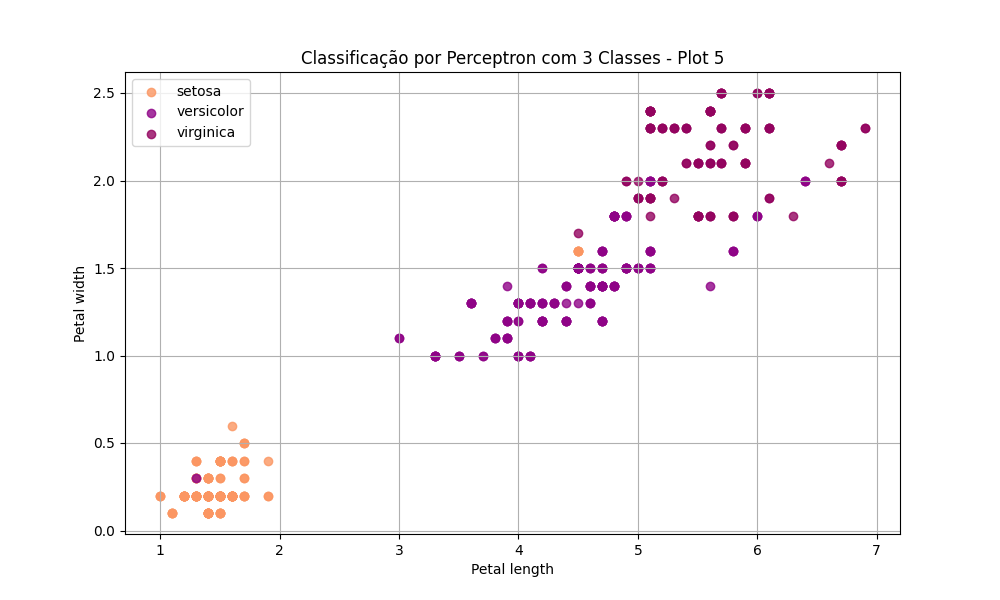 Classificação por Perceptron com 3 Classes - Plot 5
setosa
versicolor
virginica
2.5
2.0
1.5
1.0
0.5
0.0
Petal width
1 2 3 4 5 6 7
Petal length